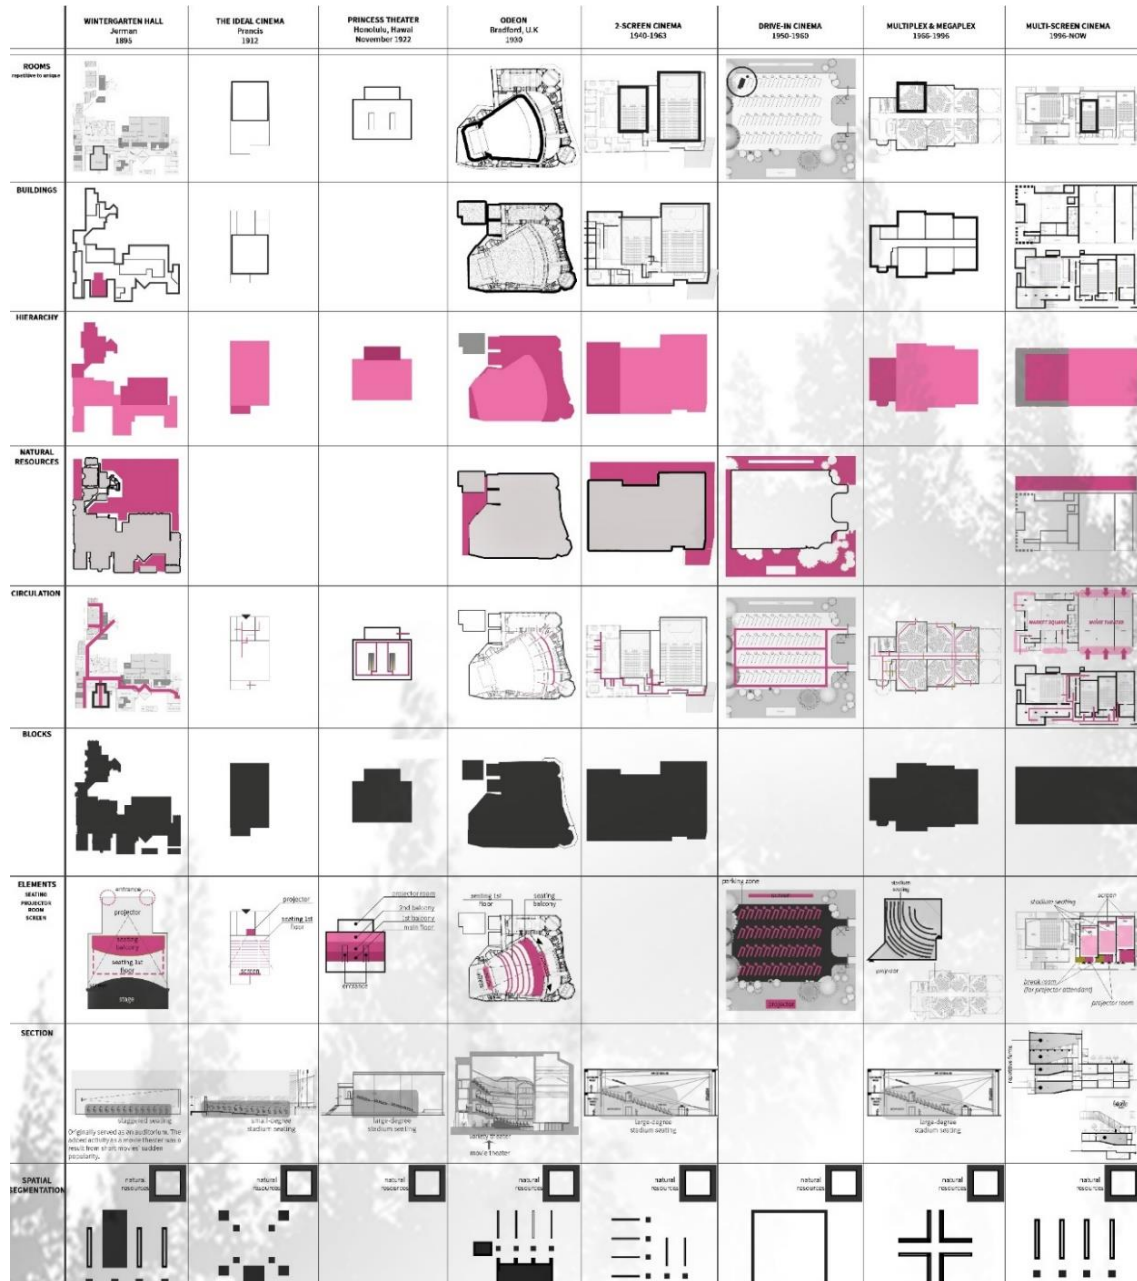 WINTERGARTEN HALL
Jerman
1895
THE IDEAL CINEMA
Prancis
1912
PRINCESS THEATER
Honolulu, Hawai
November 1922
ODEON
Bradford, U.K
1930
2-SCREEN CINEMA
1940-1963
DRIVE-IN CINEMA
1950-1960
MULTIPLEX & MEGAPLEX
1966-1996
MULTI-SCREEN CINEMA
1996-NOW
ROOMS
repetitive to unique
BUILDINGS
HIERARCHY
NATURAL
RESOURCES
CIRCULATION
MARKET SQUARE
BLOCKS
ELEMENTS
SEATING
PROJECTOR
ROOM
SCREEN
entrance
projector
seating
balcony
seating 1st
floor
stage
projector
seating 1st
floor
screen
projector room
2nd balcony
1st balcony
main floor
entrance
seating 1st
floor
seating
balcony
parking zone
screen
projector
stadium
seating
projector
screen
stadium seating
break room
(for projector attendant)
projector room
SECTION
staggered seating
Originally served as an auditorium. The
added activity as a movie theater was a
result from short movies' sudden
popularity.
small-degree
stadium seating
large-degree
stadium seating
variety theater
movie theater
large-degree
stadium seating
large-degree
stadium seating
SPATIAL
SEGMENTATION
natural
resources
natural
resources
natural
resources
natural
resources
natural
resources
natural
resources
natural
resources